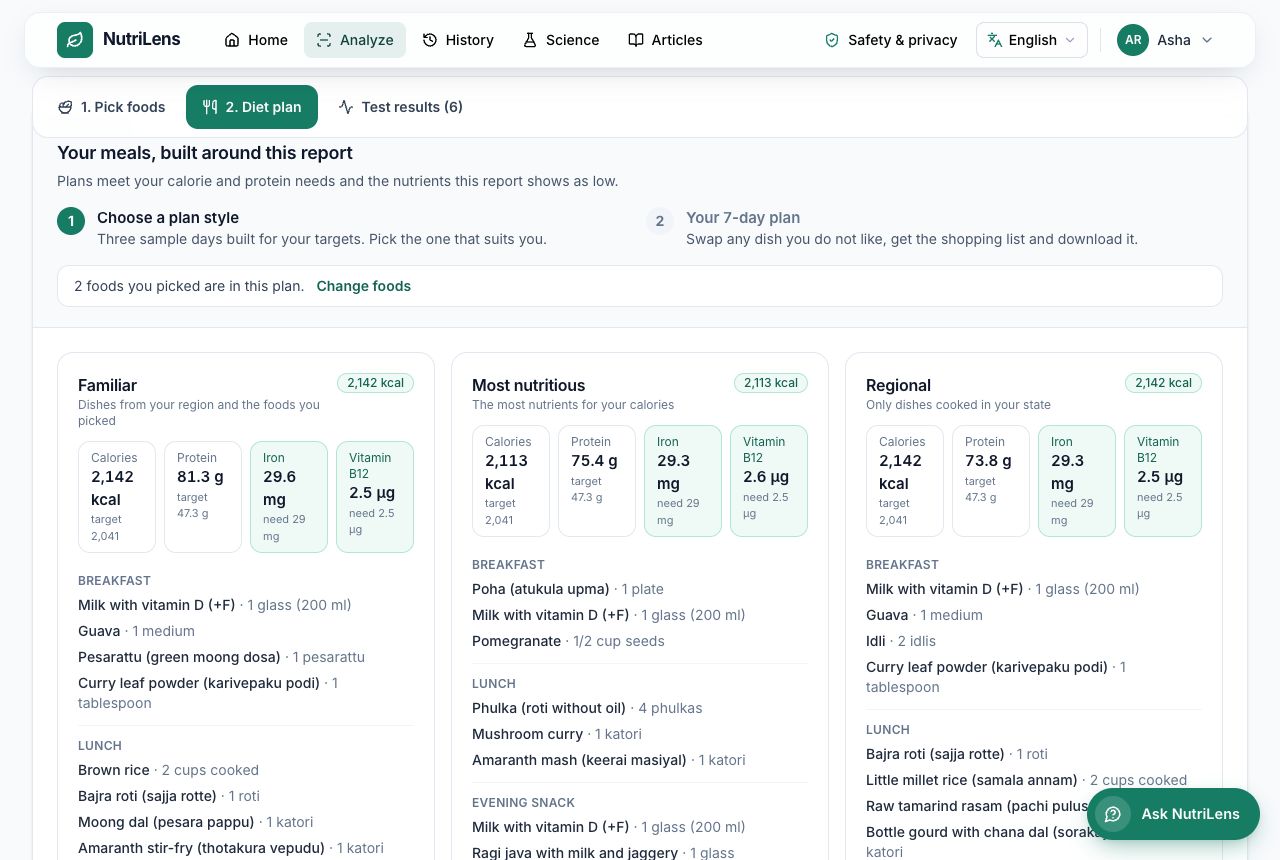 NutriLens
Home
Analyze
History
Science
Articles
Safety & privacy
English
AR
Asha
1. Pick foods
2. Diet plan
Test results (6)
Your meals, built around this report
Plans meet your calorie and protein needs and the nutrients this report shows as low.
1
Choose a plan style
Three sample days built for your targets. Pick the one that suits you.
2
Your 7-day plan
Swap any dish you do not like, get the shopping list and download it.
2 foods you picked are in this plan. Change foods
Familiar
2,142 kcal
Dishes from your region and the foods you
picked
Calories
2,142
kcal
target
2,041
Protein
81.3 g
target
47.3 g
Iron
29.6
mg
need 29
mg
Vitamin
B12
2.5 µg
need 2.5
µg
BREAKFAST
Milk with vitamin D (+F) · 1 glass (200 ml)
Guava · 1 medium
Pesarattu (green moong dosa) · 1 pesarattu
Curry leaf powder (karivepaku podi) · 1
tablespoon
LUNCH
Brown rice · 2 cups cooked
Bajra roti (sajja rotte) · 1 roti
Moong dal (pesara pappu) · 1 katori
Amaranth stir-fry (thotakura vepudu) · 1 katori
Most nutritious
2,113 kcal
The most nutrients for your calories
Calories
2,113
kcal
target
2,041
Protein
75.4 g
target
47.3 g
Iron
29.3
mg
need 29
mg
Vitamin
B12
2.6 µg
need 2.5
µg
BREAKFAST
Poha (atukula upma) · 1 plate
Milk with vitamin D (+F) · 1 glass (200 ml)
Pomegranate · 1/2 cup seeds
LUNCH
Phulka (roti without oil) · 4 phulkas
Mushroom curry · 1 katori
Amaranth mash (keerai masiyal) · 1 katori
EVENING SNACK
Milk with vitamin D (+F) · 1 glass (200 ml)
Ragi java with milk and jaggery · 1 glass
Regional
2,142 kcal
Only dishes cooked in your state
Calories
2,142
kcal
target
2,041
Protein
73.8 g
target
47.3 g
Iron
29.3
mg
need 29
mg
Vitamin
B12
2.5 µg
need 2.5
µg
BREAKFAST
Milk with vitamin D (+F) · 1 glass (200 ml)
Guava · 1 medium
Idli · 2 idlis
Curry leaf powder (karivepaku podi) · 1
tablespoon
LUNCH
Bajra roti (sajja rotte) · 1 roti
Little millet rice (samala annam) · 2 cups cooked
Raw tamarind rasam (pachi
Bottle gourd with chana dal
katori
Ask NutriLens